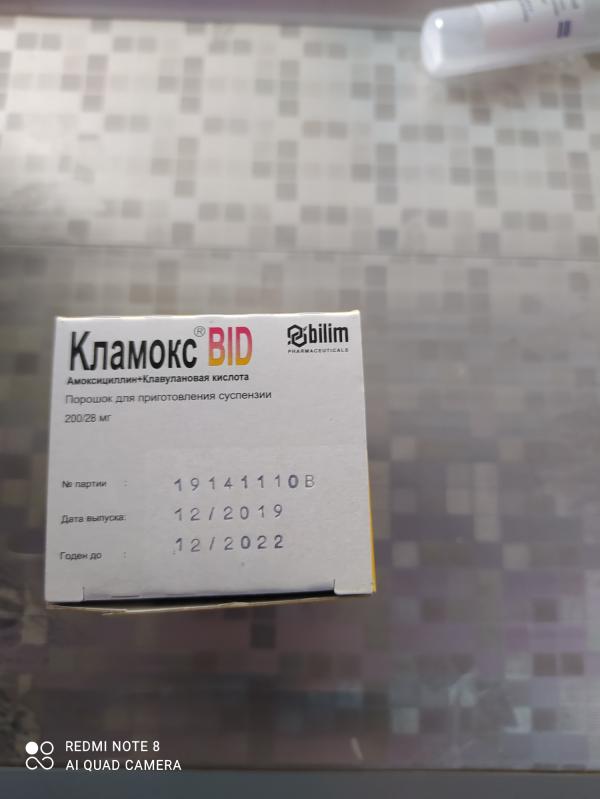 Кламокс® BID
bilim
PHARMACEUTICALS
Амоксициллин+Клавулановая кислота
Порошок для приготовления суспензии
200/28 мг
№ партии : 19141110B
Дата выпуска: 12/2019
Годен до : 12/2022
REDMI NOTE 8
AI QUAD CAMERA